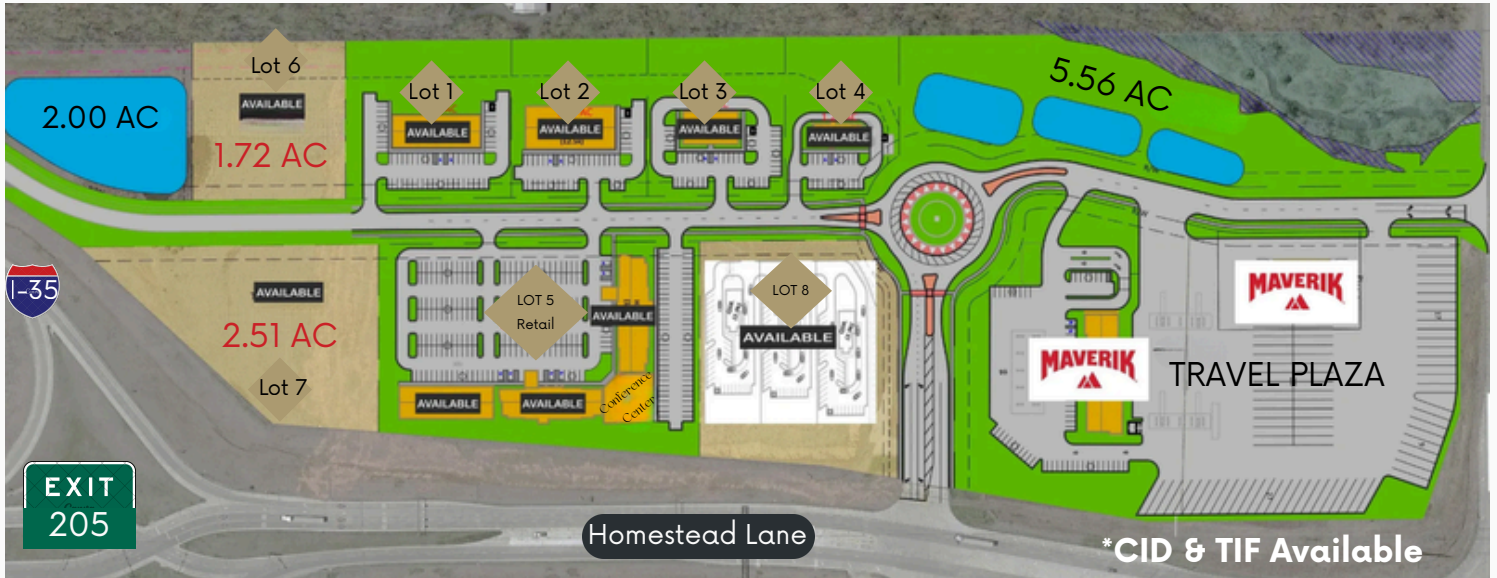 Lot 6
AVAILABLE
1.72 AC
2.00 AC
Lot 1
AVAILABLE
Lot 2
AVAILABLE
Lot 3
AVAILABLE
Lot 4
AVAILABLE
5.56 AC
I-35
AVAILABLE
2.51 AC
Lot 7
LOT 5
Retail
AVAILABLE
AVAILABLE
AVAILABLE
Conference
Center
LOT 8
AVAILABLE
MAVERIK
MAVERIK
TRAVEL PLAZA
EXIT
205
Homestead Lane
*CID & TIF Available